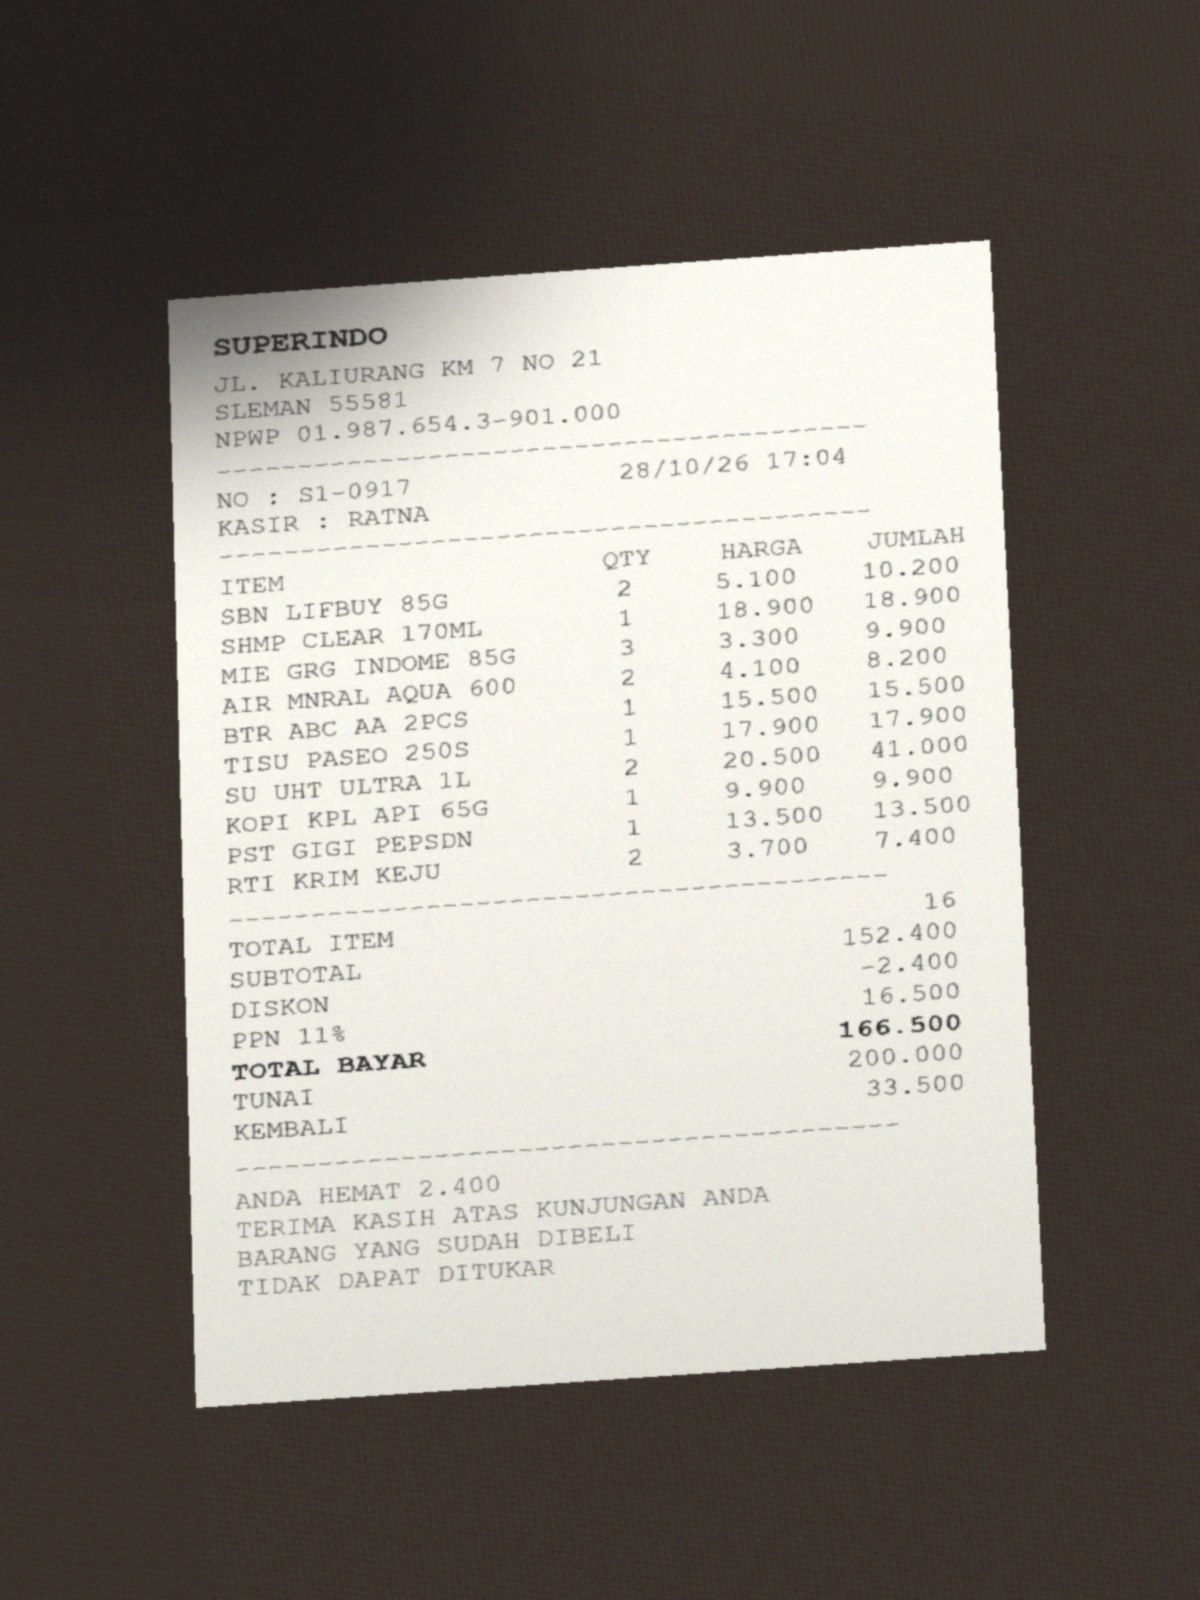 SUPERINDO
JL. KALIURANG KM 7 NO 21
SLEMAN 55581
NPWP 01.987.654.3-901.000
----------------------------------------
NO : S1-0917 28/10/26 17:04
KASIR : RATNA
----------------------------------------
ITEM QTY HARGA JUMLAH
SBN LIFBUY 85G 2 5.100 10.200
SHMP CLEAR 170ML 1 18.900 18.900
MIE GRG INDOME 85G 3 3.300 9.900
AIR MNRAL AQUA 600 2 4.100 8.200
BTR ABC AA 2PCS 1 15.500 15.500
TISU PASEO 250S 1 17.900 17.900
SU UHT ULTRA 1L 2 20.500 41.000
KOPI KPL API 65G 1 9.900 9.900
PST GIGI PEPSDN 1 13.500 13.500
RTI KRIM KEJU 2 3.700 7.400
----------------------------------------
TOTAL ITEM 16
SUBTOTAL 152.400
DISKON -2.400
PPN 11% 16.500
TOTAL BAYAR 166.500
TUNAI 200.000
KEMBALI 33.500
----------------------------------------
ANDA HEMAT 2.400
TERIMA KASIH ATAS KUNJUNGAN ANDA
BARANG YANG SUDAH DIBELI
TIDAK DAPAT DITUKAR